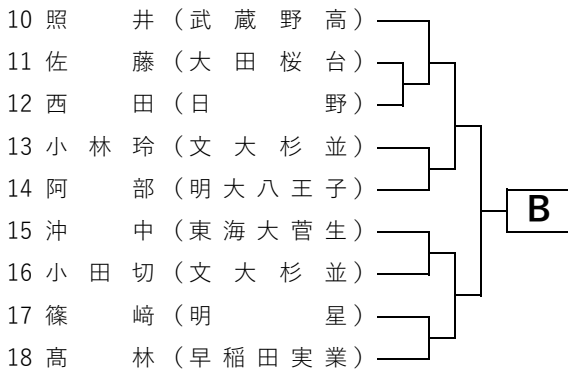 10 照井（武蔵野高）
11 佐藤（大田桜台）
12 西田（日野）
13 小林玲（文大杉並）
14 阿部（明大八王子）
15 沖中（東海大菅生）
16 小田切（文大杉並）
17 篠﨑（明星）
18 髙林（早稲田実業）
B